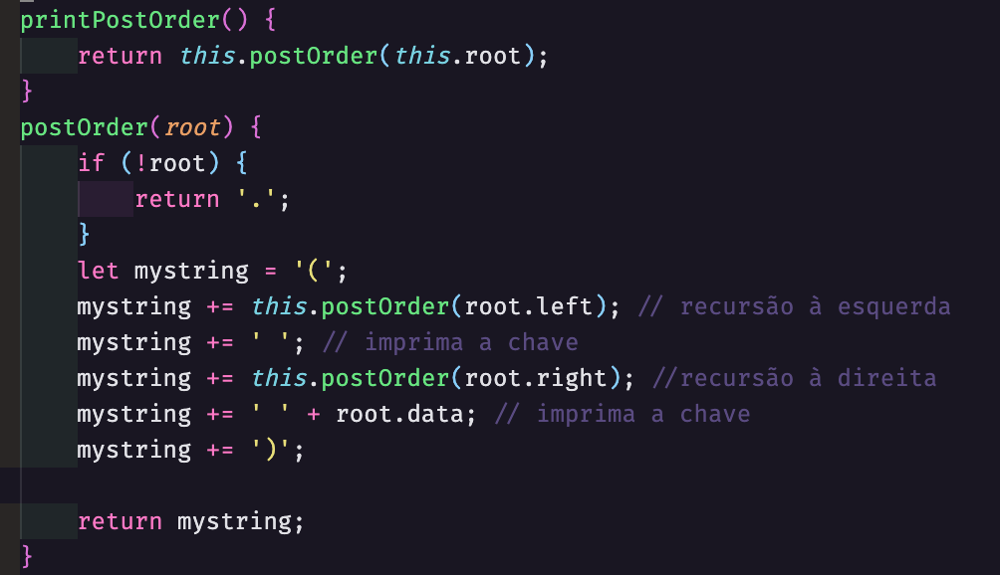 printPostOrder() {
    return this.postOrder(this.root);
}
postOrder(root) {
    if (!root) {
        return '.';
    }
    let mystring = '(';
    mystring += this.postOrder(root.left); // recursão à esquerda
    mystring += ' '; // imprima a chave
    mystring += this.postOrder(root.right); //recursão à direita
    mystring += ' ' + root.data; // imprima a chave
    mystring += ')';

    return mystring;
}